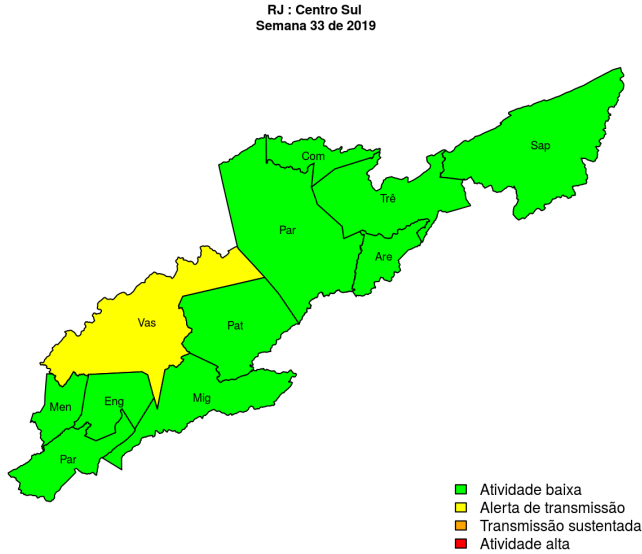 RJ : Centro Sul
Semana 33 de 2019
Sap
Com
Trê
Par
Are
Vas
Pat
Mig
Men
Eng
Par
Atividade baixa
Alerta de transmissão
Transmissão sustentada
Atividade alta